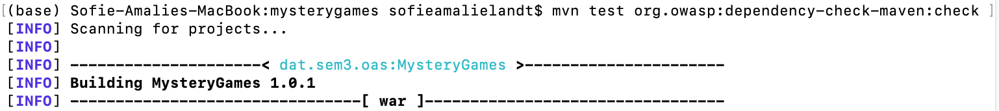 [(base) Sofie-Amalies-MacBook:mysterygames sofieamalielandt$ mvn test org.owasp:dependency-check-maven:check ]
[INFO] Scanning for projects...
[INFO]
[INFO] ---------------------< dat.sem3.oas:MysteryGames >----------------------
[INFO] Building MysteryGames 1.0.1
[INFO] --------------------------------[ war ]---------------------------------